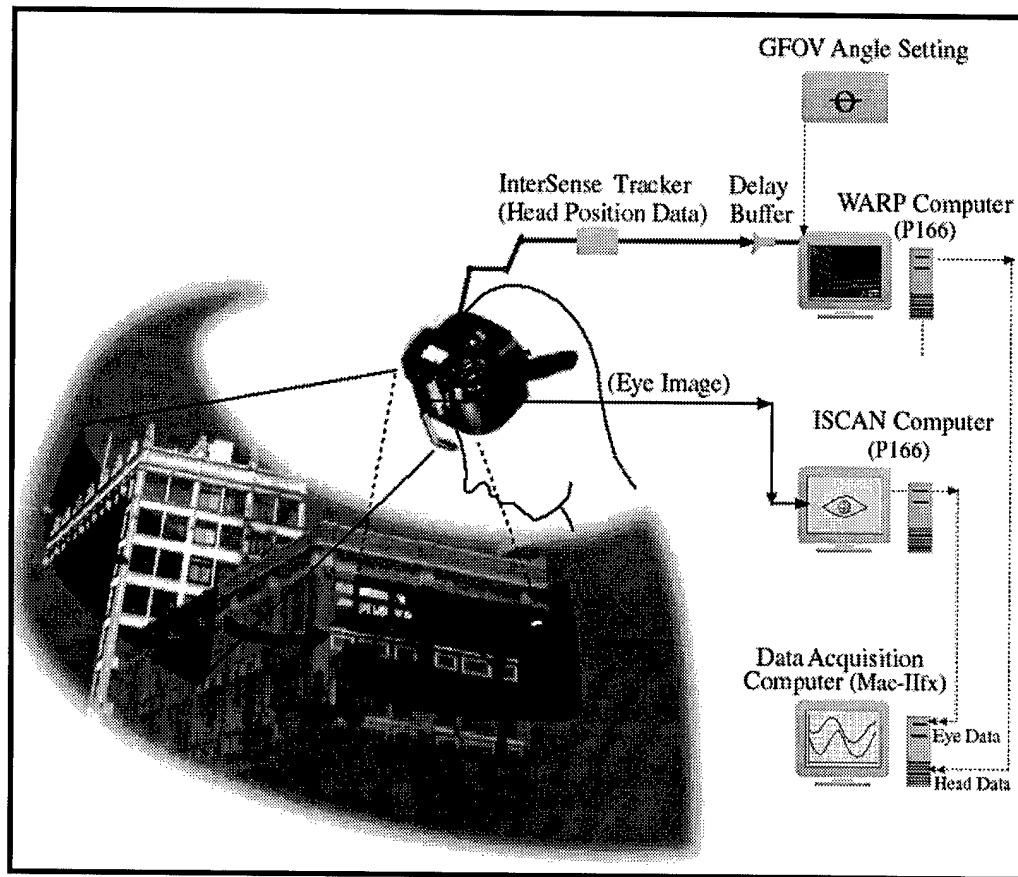 GFOV Angle Setting
Θ
InterSense Tracker
(Head Position Data)
Delay
Buffer
WARP Computer
(P166)
(Eye Image)
ISCAN Computer
(P166)
Data Acquisition
Computer (Mac-IIfx)
Eye Data
Head Data